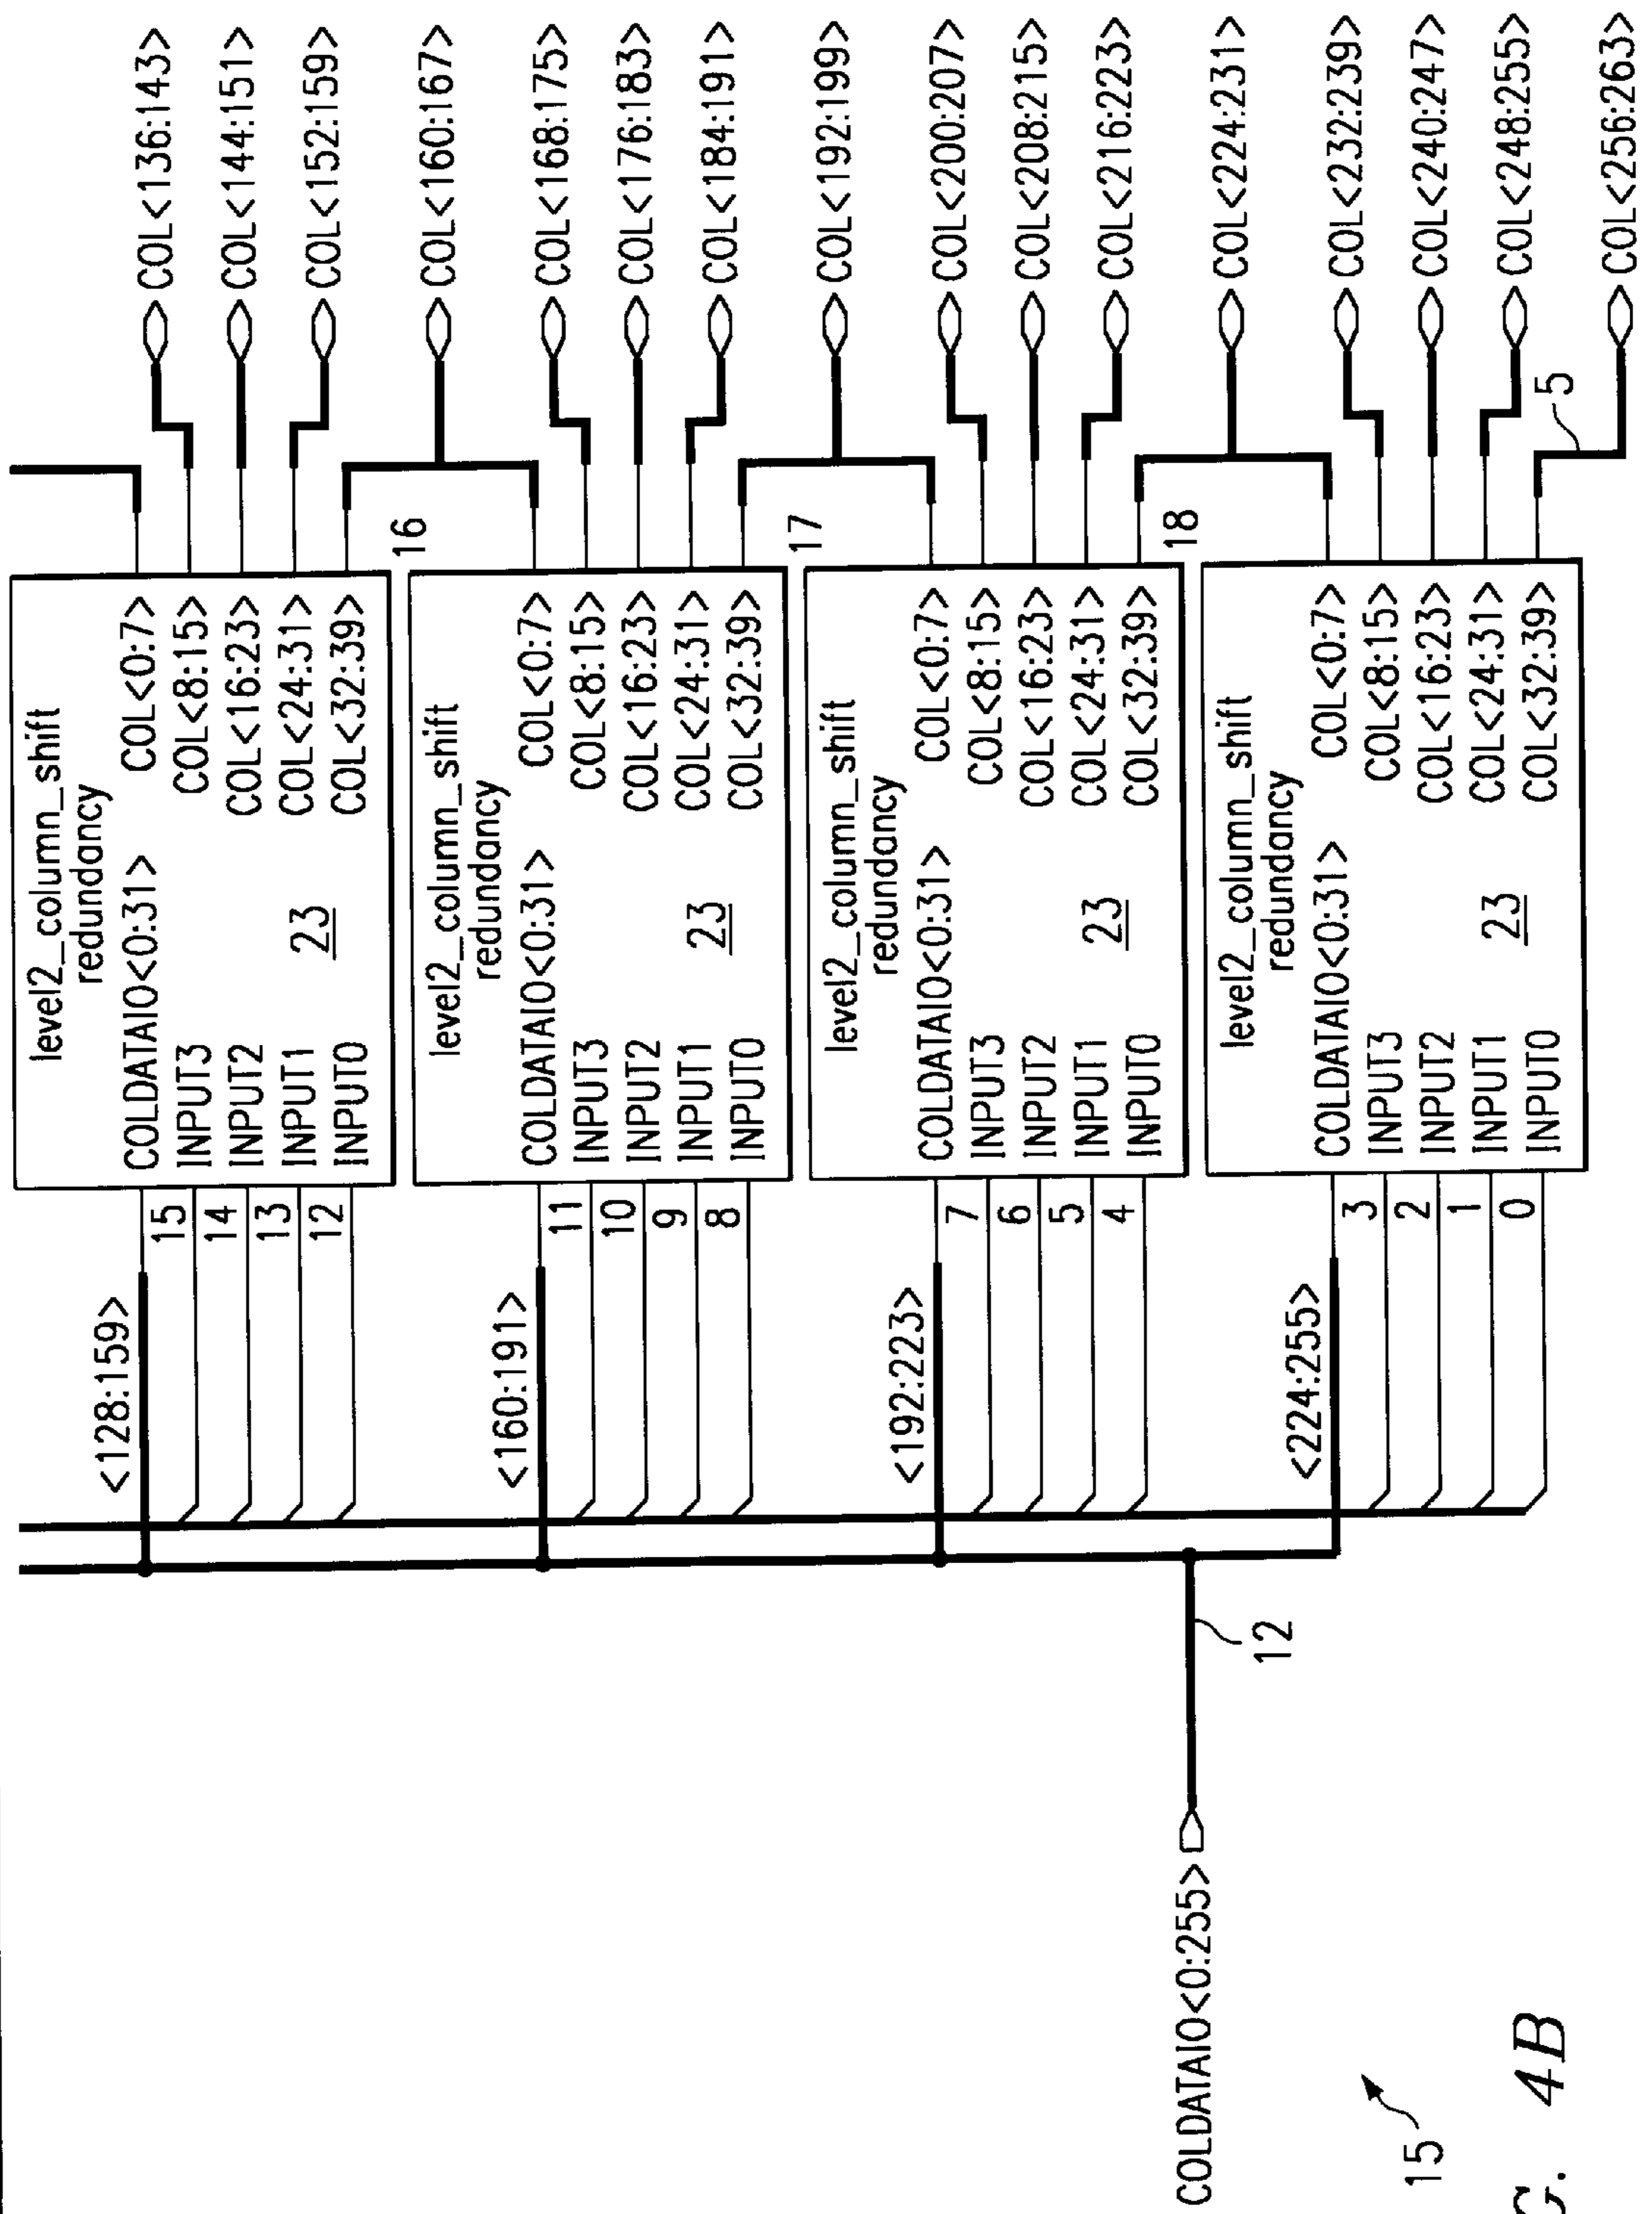 <128:159>
15
14
13
12
level2_column_shift
redundancy
COLDATAIO<0:31>
INPUT3
INPUT2
INPUT1
INPUT0
23
COL<0:7>
COL<8:15>
COL<16:23>
COL<24:31>
COL<32:39>
16
COL<136:143>
COL<144:151>
COL<152:159>
COL<160:167>
<160:191>
11
10
9
8
level2_column_shift
redundancy
COLDATAIO<0:31>
INPUT3
INPUT2
INPUT1
INPUT0
23
COL<0:7>
COL<8:15>
COL<16:23>
COL<24:31>
COL<32:39>
17
COL<168:175>
COL<176:183>
COL<184:191>
COL<192:199>
<192:223>
7
6
5
4
level2_column_shift
redundancy
COLDATAIO<0:31>
INPUT3
INPUT2
INPUT1
INPUT0
23
COL<0:7>
COL<8:15>
COL<16:23>
COL<24:31>
COL<32:39>
18
COL<200:207>
COL<208:215>
COL<216:223>
COL<224:231>
COLDATAIO<0:255>
12
<224:255>
3
2
1
0
level2_column_shift
redundancy
COLDATAIO<0:31>
INPUT3
INPUT2
INPUT1
INPUT0
23
COL<0:7>
COL<8:15>
COL<16:23>
COL<24:31>
COL<32:39>
5
COL<232:239>
COL<240:247>
COL<248:255>
COL<256:263>
15
G. 4B